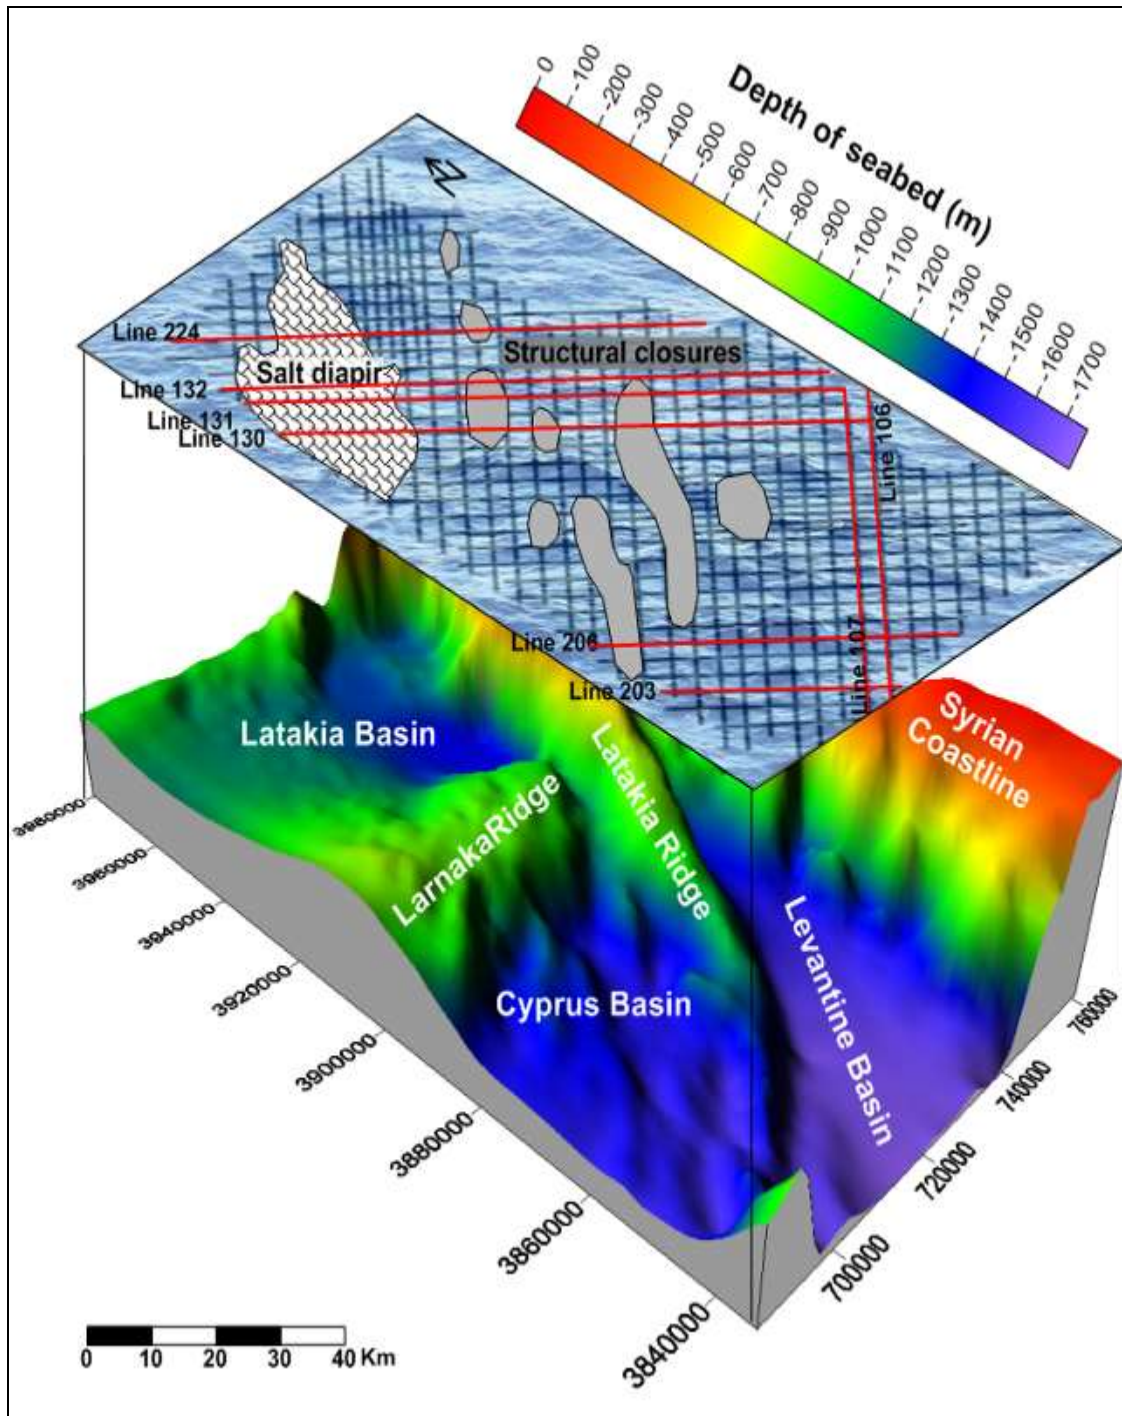 0
-100
-200
-300
-400
-500
-600
-700
-800
-900
-1000
-1100
-1200
-1300
-1400
-1500
-1600
-1700
Depth of seabed (m)
N
Line 224
Structural closures
Salt diapir
Line 132
Line 131
Line 130
Line 106
Line 206
Line 107
Line 203
Syrian
Coastline
Latakia Basin
Latakia Ridge
LarnakaRidge
Levantine Basin
Cyprus Basin
3980000
3960000
3940000
3920000
3900000
3880000
3860000
3840000
760000
740000
720000
700000
0 10 20 30 40 Km